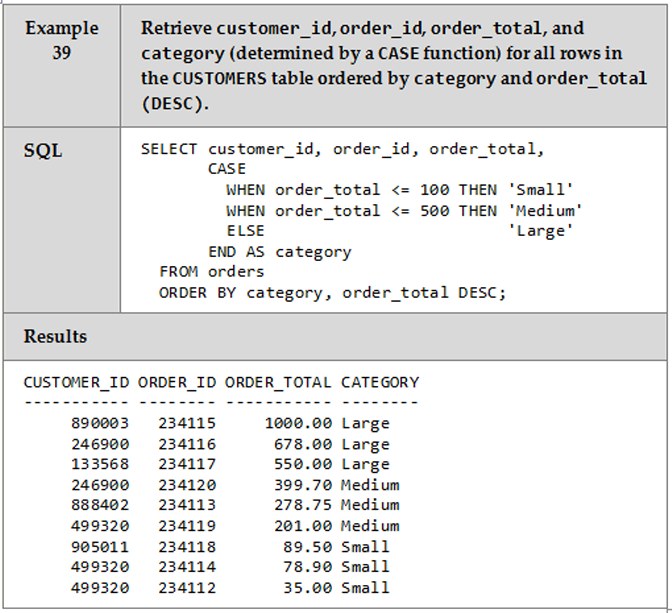 Example
39
Retrieve customer_id, order_id, order_total, and
category (determined by a CASE function) for all rows in
the CUSTOMERS table ordered by category and order_total
(DESC).
SQL
SELECT customer_id, order_id, order_total,
       CASE
         WHEN order_total <= 100 THEN 'Small'
         WHEN order_total <= 500 THEN 'Medium'
         ELSE                         'Large'
       END AS category
  FROM orders
  ORDER BY category, order_total DESC;
Results
CUSTOMER_ID ORDER_ID ORDER_TOTAL CATEGORY
----------- -------- ----------- --------
     890003   234115     1000.00 Large
     246900   234116      678.00 Large
     133568   234117      550.00 Large
     246900   234120      399.70 Medium
     888402   234113      278.75 Medium
     499320   234119      201.00 Medium
     905011   234118       89.50 Small
     499320   234114       78.90 Small
     499320   234112       35.00 Small